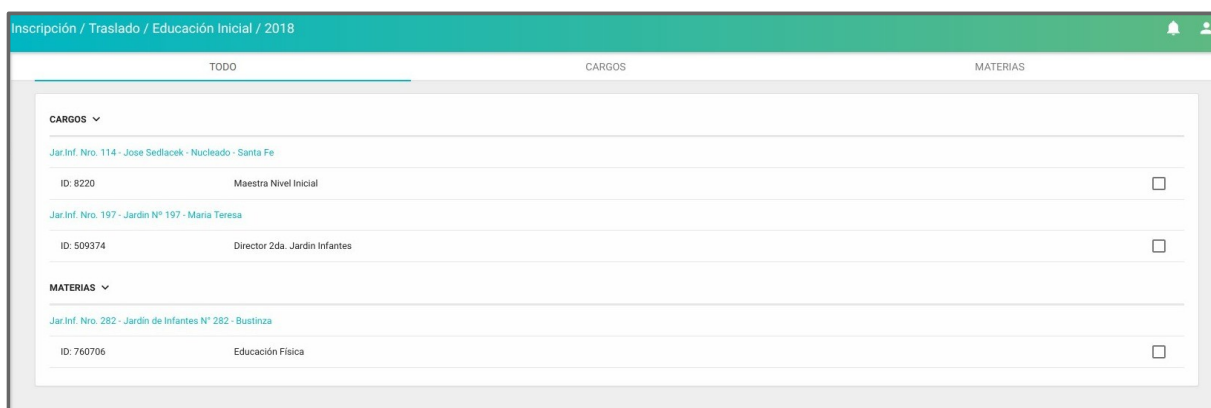 Inscripción / Traslado / Educación Inicial / 2018
TODO CARGOS MATERIAS
CARGOS
Jar.Inf. Nro. 114 - Jose Sedlacek - Nucleado - Santa Fe
ID: 8220 Maestra Nivel Inicial
Jar.Inf. Nro. 197 - Jardin Nº 197 - Maria Teresa
ID: 509374 Director 2da. Jardin Infantes
MATERIAS
Jar.Inf. Nro. 282 - Jardín de Infantes N° 282 - Bustinza
ID: 760706 Educación Física